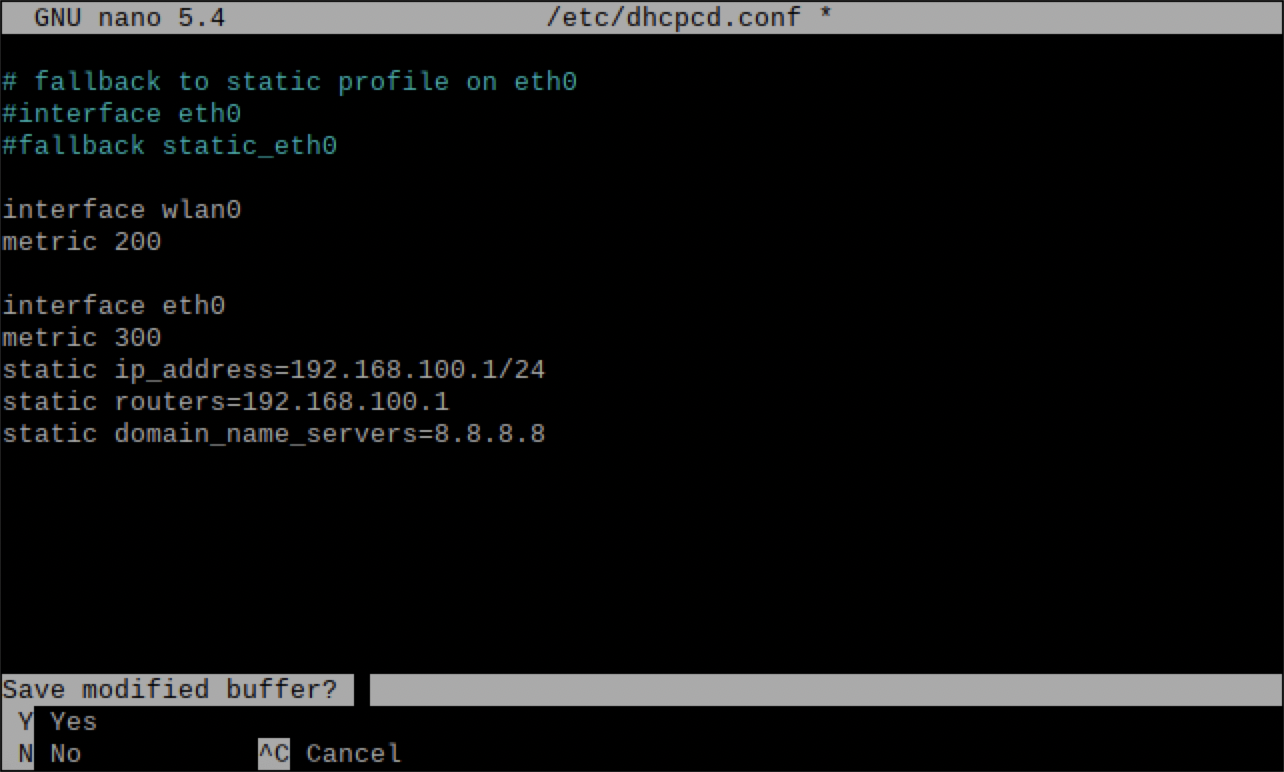 GNU nano 5.4 /etc/dhcpcd.conf *
# fallback to static profile on eth0
#interface eth0
#fallback static_eth0
interface wlan0
metric 200
interface eth0
metric 300
static ip_address=192.168.100.1/24
static routers=192.168.100.1
static domain_name_servers=8.8.8.8
Save modified buffer?
Y Yes
N No ^C Cancel